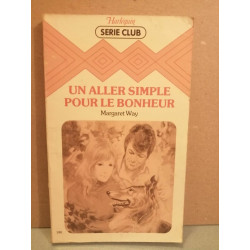 Harlequin
SERIE CLUB
UN ALLER SIMPLE
POUR LE BONHEUR
Margaret Way